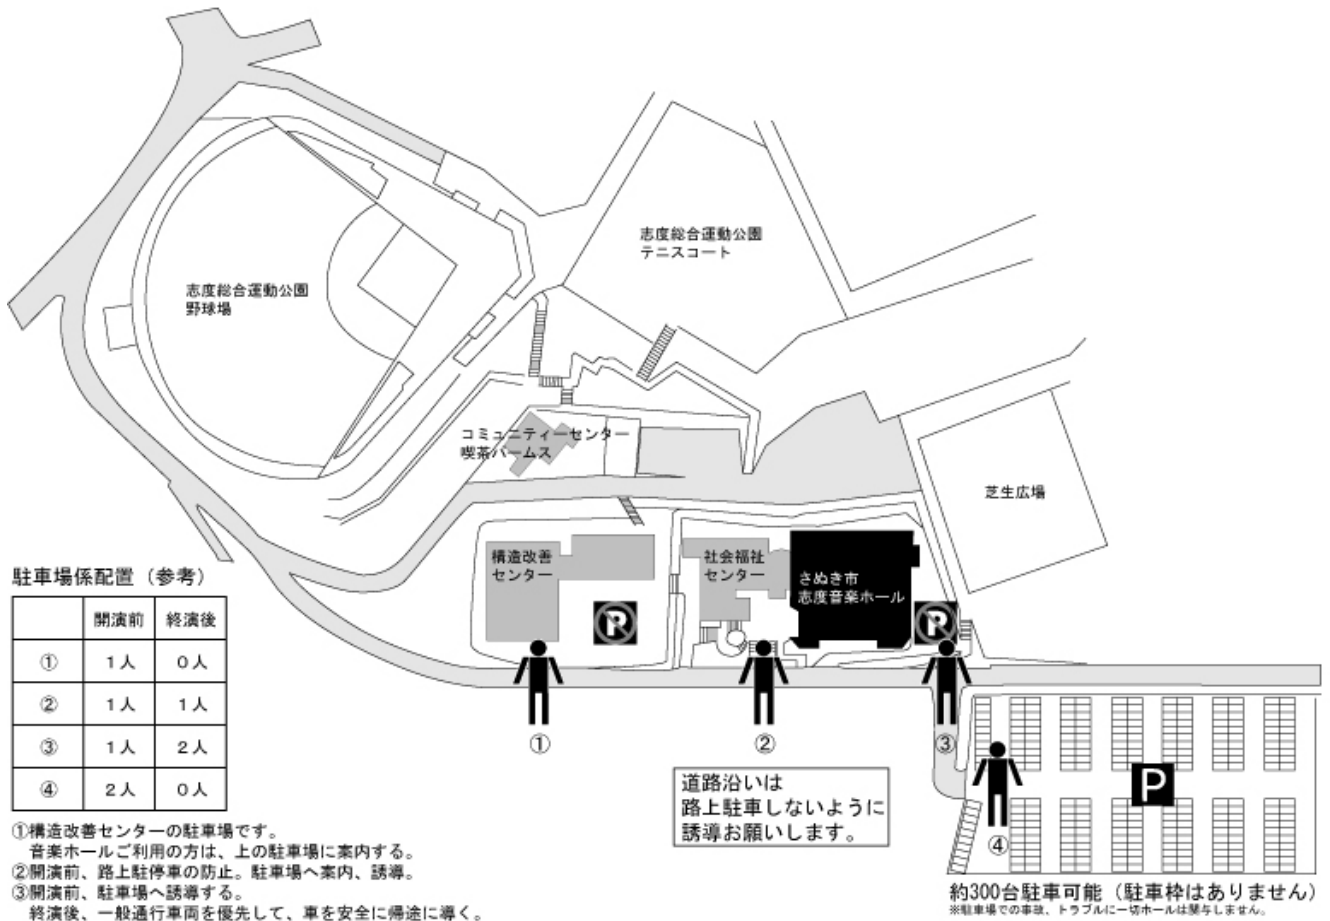 志度総合運動公園
テニスコート
志度総合運動公園
野球場
コミュニティーセンター
喫茶パームス
芝生広場
構造改善
センター
社会福祉
センター
さぬき市
志度音楽ホール
P
P
駐車場係配置（参考）
開演前 終演後
① 1人 0人
② 1人 1人
③ 1人 2人
④ 2人 0人
①構造改善センターの駐車場です。
音楽ホールご利用の方は、上の駐車場に案内する。
②開演前、路上駐停車の防止。駐車場へ案内、誘導。
③開演前、駐車場へ誘導する。
終演後、一般通行車両を優先して、車を安全に帰途に導く。
①
②
③
道路沿いは
路上駐車しないように
誘導お願いします。
P
④
約300台駐車可能（駐車枠はありません）
※駐車場での事故、トラブルに一切ホールは関与しません。